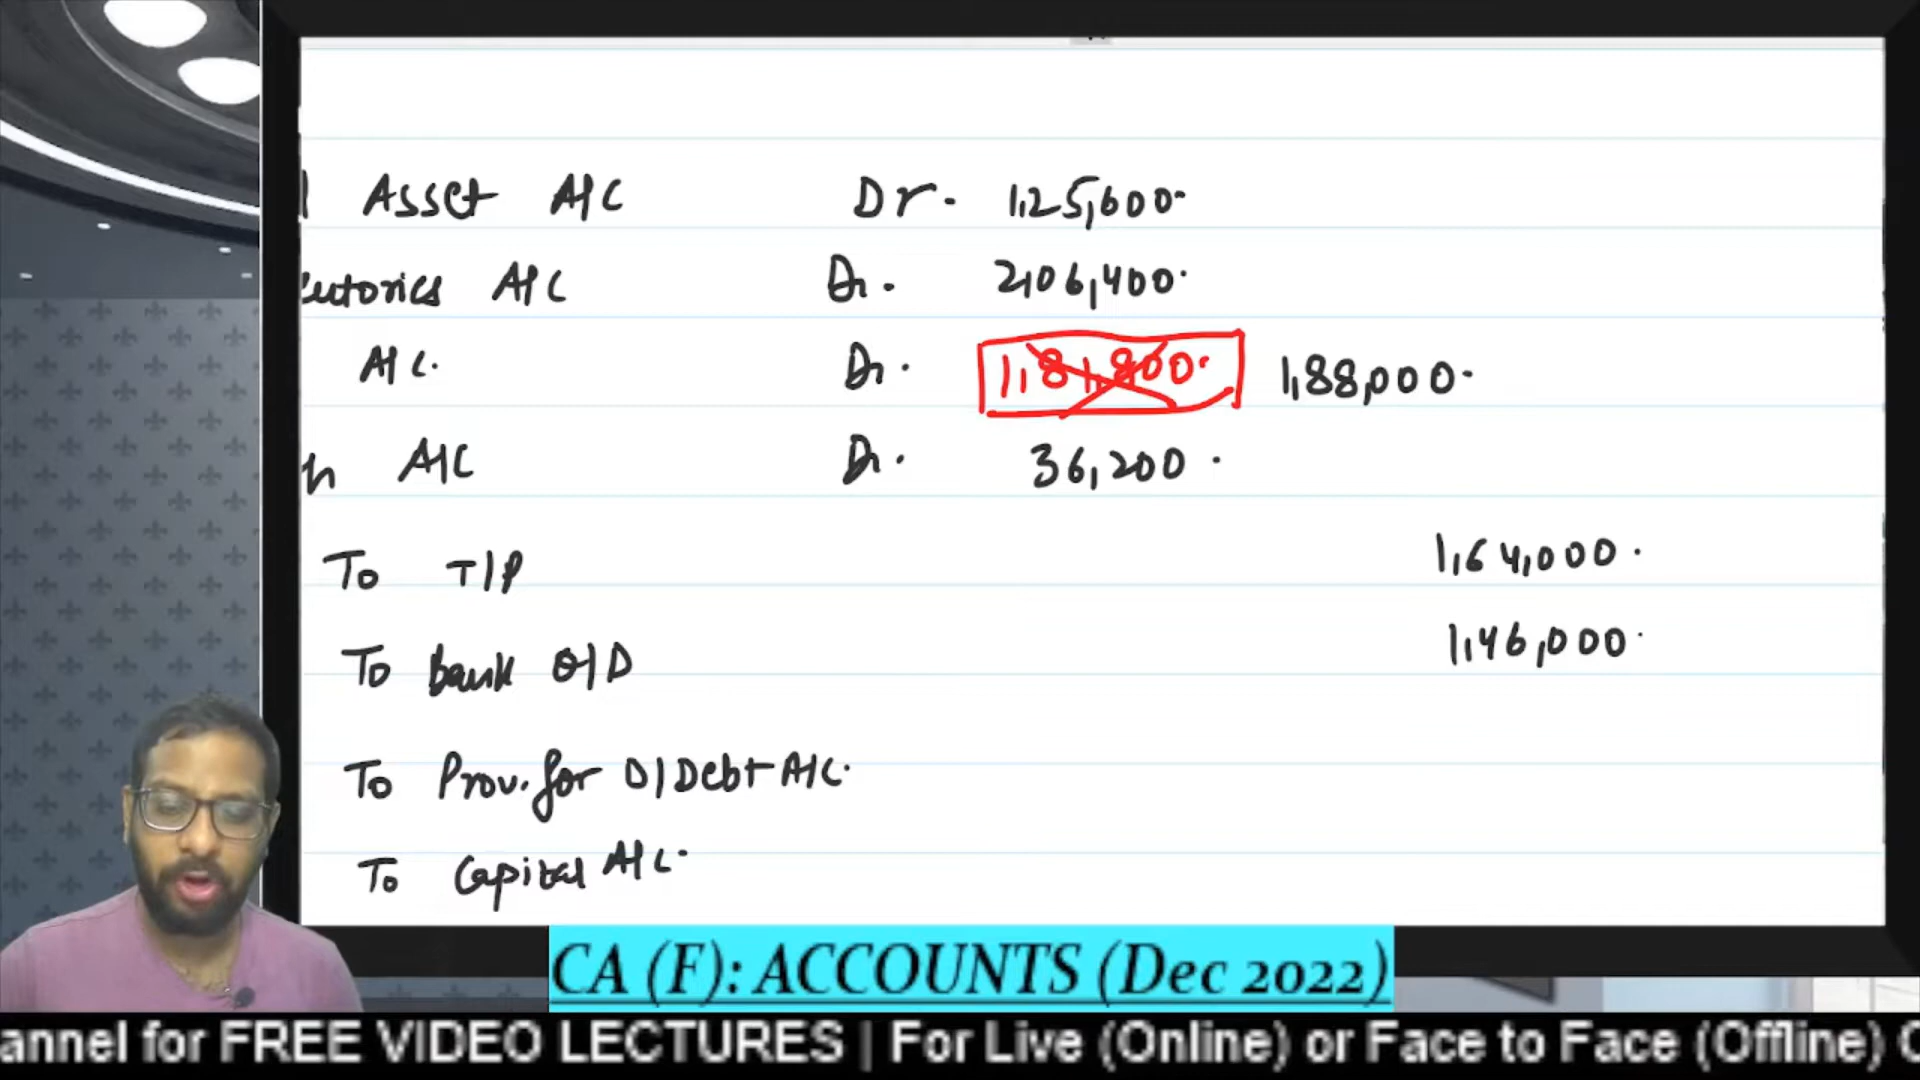 Asset A/C Dr. 1,25,600.
A/C Dr. 2,06,400.
A/C. Dr. 1,81,800. 1,88,000.
A/C Dr. 36,200.
To T/P 1,64,000.
To Bank O/D 1,46,000.
To Prov. for D/Debt A/C.
To Capital A/C.
CA (F): ACCOUNTS (Dec 2022)
annel for FREE VIDEO LECTURES | For Live (Online) or Face to Face (Offline) C